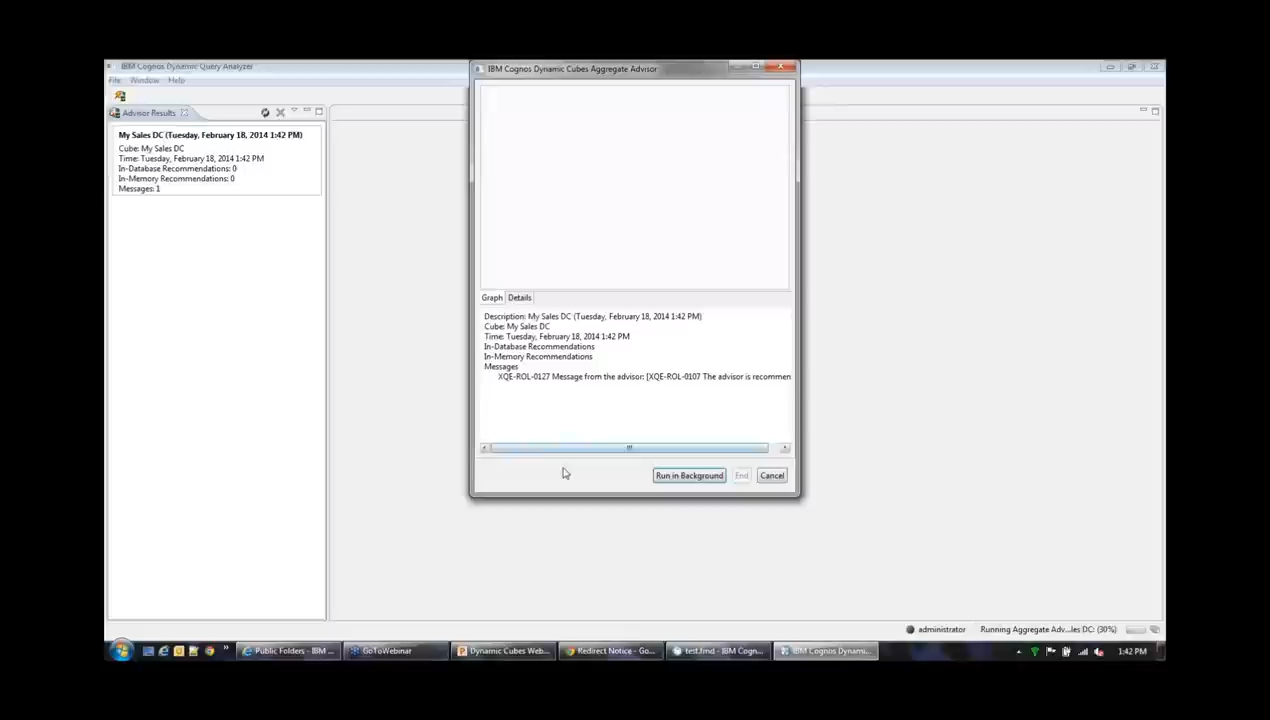 IBM Cognos Dynamic Query Analyzer
File Window Help
Advisor Results
My Sales DC (Tuesday, February 18, 2014 1:42 PM)
Cube: My Sales DC
Time: Tuesday, February 18, 2014 1:42 PM
In-Database Recommendations: 0
In-Memory Recommendations: 0
Messages: 1
IBM Cognos Dynamic Cubes Aggregate Advisor
Graph Details
Description: My Sales DC (Tuesday, February 18, 2014 1:42 PM)
Cube: My Sales DC
Time: Tuesday, February 18, 2014 1:42 PM
In-Database Recommendations
In-Memory Recommendations
Messages
XQE-ROL-0127 Message from the advisor: [XQE-ROL-0107 The advisor is recommen
Run in Background End Cancel
administrator Running Aggregate Adv...les DC: (30%)
Public Folders - IBM ... GoToWebinar Dynamic Cubes Web... Redirect Notice - Go... test.fmd - IBM Cogn... IBM Cognos Dynami... 1:42 PM